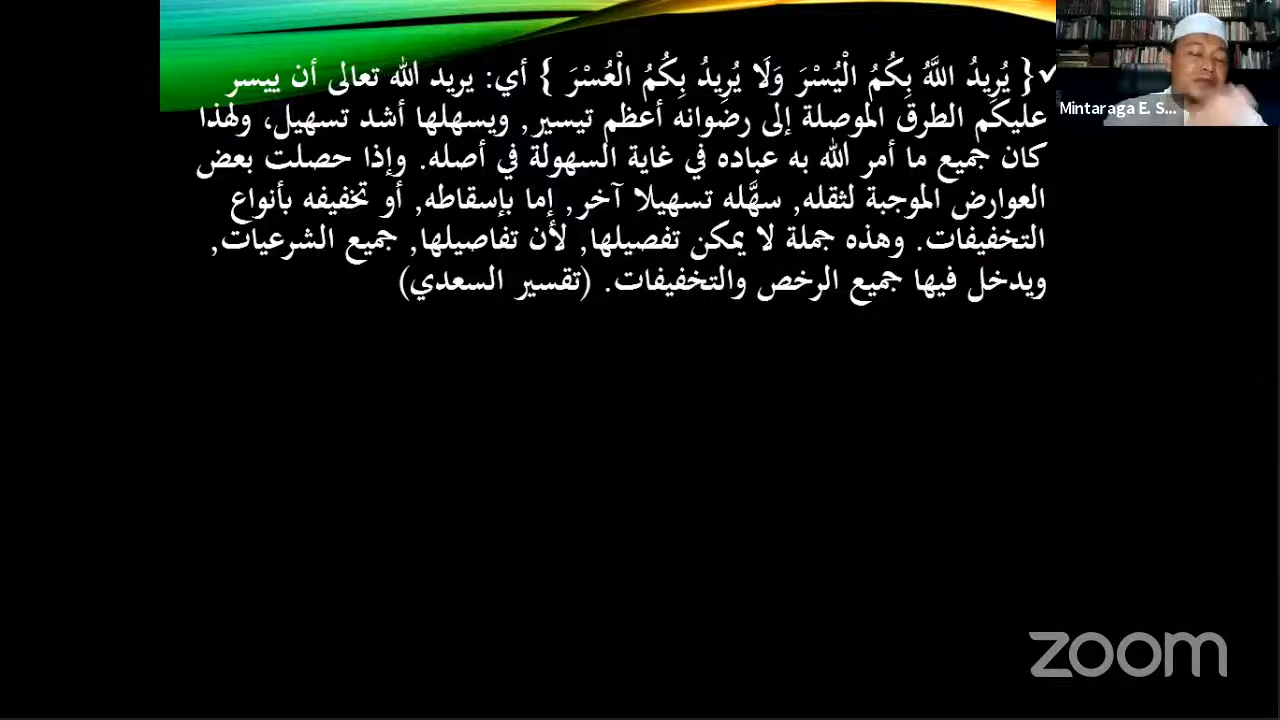 ✓{ يُرِيدُ اللَّهُ بِكُمُ الْيُسْرَ وَلَا يُرِيدُ بِكُمُ الْعُسْرَ } أي: يريد الله تعالى أن ييسر
عليكم الطرق الموصلة إلى رضوانه أعظم تيسير, ويسهلها أشد تسهيل، ولهذا
كان جميع ما أمر الله به عباده في غاية السهولة في أصله. وإذا حصلت بعض
العوارض الموجبة لثقله, سهَّله تسهيلا آخر, إما بإسقاطه, أو تخفيفه بأنواع
التخفيفات. وهذه جملة لا يمكن تفصيلها, لأن تفاصيلها, جميع الشرعيات,
ويدخل فيها جميع الرخص والتخفيفات. (تفسير السعدي)
Mintaraga E. S...
zoom